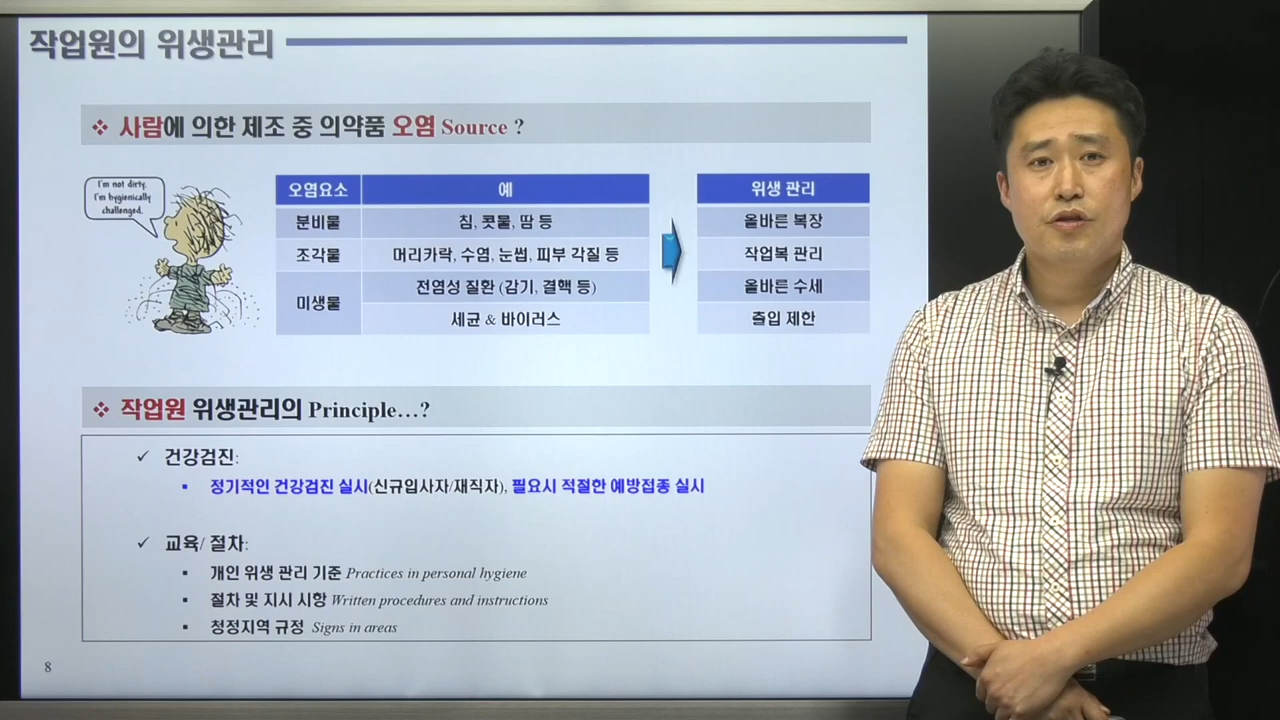 작업원의 위생관리
❖ 사람에 의한 제조 중 의약품 오염 Source ?
I'm not dirty.
I'm hygienically
challenged.
오염요소 예
분비물 침, 콧물, 땀 등
조각물 머리카락, 수염, 눈썹, 피부 각질 등
미생물 전염성 질환 (감기, 결핵 등)
세균 & 바이러스
위생 관리
올바른 복장
작업복 관리
올바른 수세
출입 제한
❖ 작업원 위생관리의 Principle…?
✓ 건강검진:
▪ 정기적인 건강검진 실시(신규입사자/재직자), 필요시 적절한 예방접종 실시
✓ 교육/ 절차:
▪ 개인 위생 관리 기준 Practices in personal hygiene
▪ 절차 및 지시 시항 Written procedures and instructions
▪ 청정지역 규정 Signs in areas
8